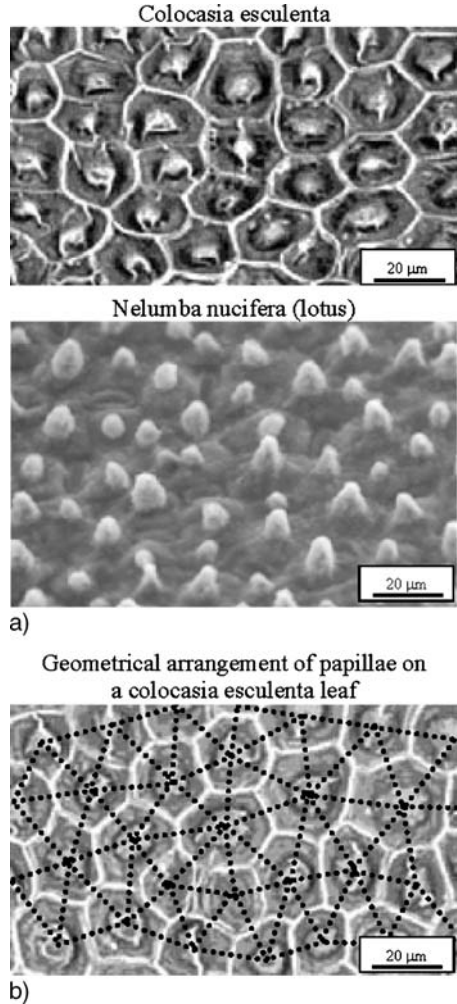 Colocasia esculenta
20 µm
Nelumba nucifera (lotus)
20 µm
a)
Geometrical arrangement of papillae on
a colocasia esculenta leaf
20 µm
b)